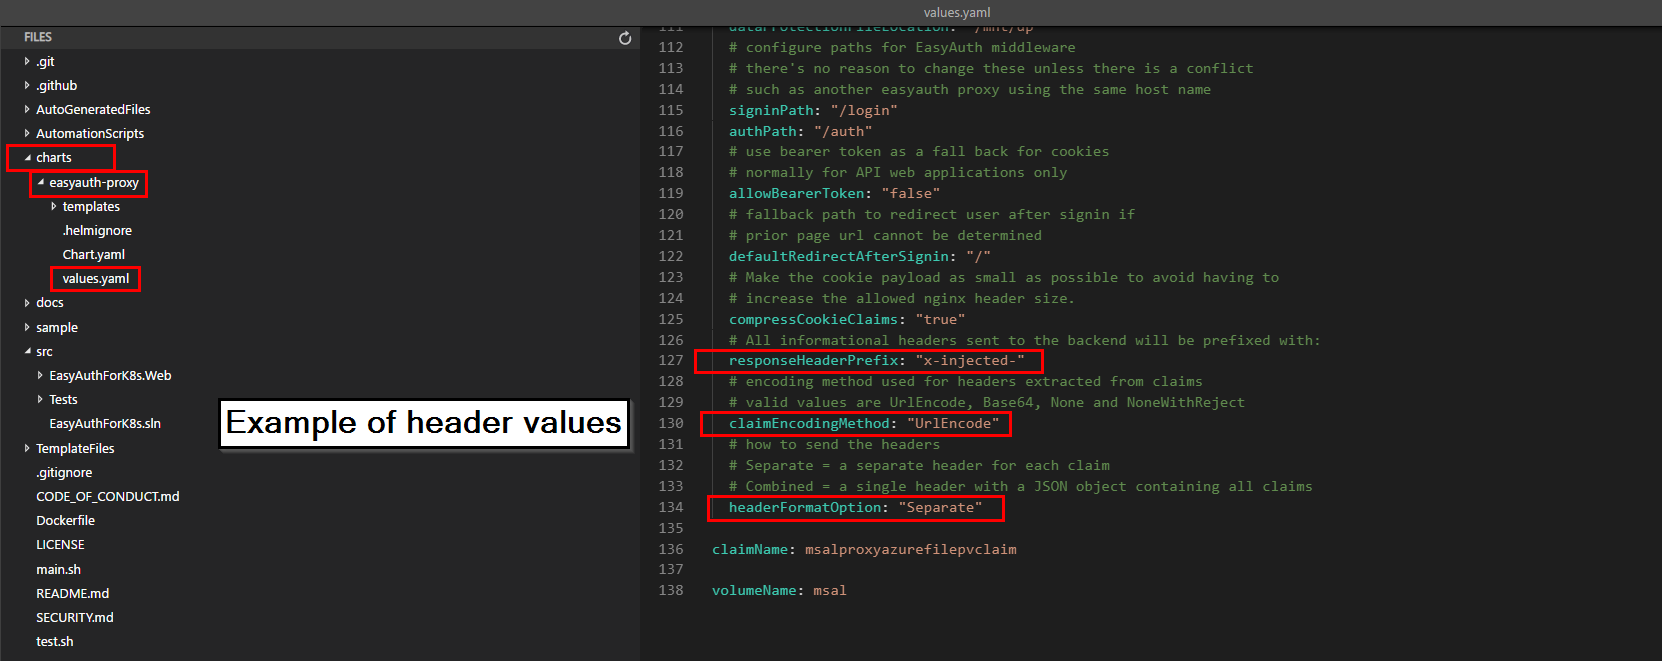 values.yaml
FILES
.git
.github
AutoGeneratedFiles
AutomationScripts
charts
easyauth-proxy
templates
.helmignore
Chart.yaml
values.yaml
docs
sample
src
EasyAuthForK8s.Web
Tests
EasyAuthForK8s.sln
TemplateFiles
.gitignore
CODE_OF_CONDUCT.md
Dockerfile
LICENSE
main.sh
README.md
SECURITY.md
test.sh
Example of header values
111 dataProtectionFileLocation: "/mnt/dp"
112 # configure paths for EasyAuth middleware
113 # there's no reason to change these unless there is a conflict
114 # such as another easyauth proxy using the same host name
115 signinPath: "/login"
116 authPath: "/auth"
117 # use bearer token as a fall back for cookies
118 # normally for API web applications only
119 allowBearerToken: "false"
120 # fallback path to redirect user after signin if
121 # prior page url cannot be determined
122 defaultRedirectAfterSignin: "/"
123 # Make the cookie payload as small as possible to avoid having to
124 # increase the allowed nginx header size.
125 compressCookieClaims: "true"
126 # All informational headers sent to the backend will be prefixed with:
127 responseHeaderPrefix: "x-injected-"
128 # encoding method used for headers extracted from claims
129 # valid values are UrlEncode, Base64, None and NoneWithReject
130 claimEncodingMethod: "UrlEncode"
131 # how to send the headers
132 # Separate = a separate header for each claim
133 # Combined = a single header with a JSON object containing all claims
134 headerFormatOption: "Separate"
135
136 claimName: msalproxyazurefilepvclaim
137
138 volumeName: msal